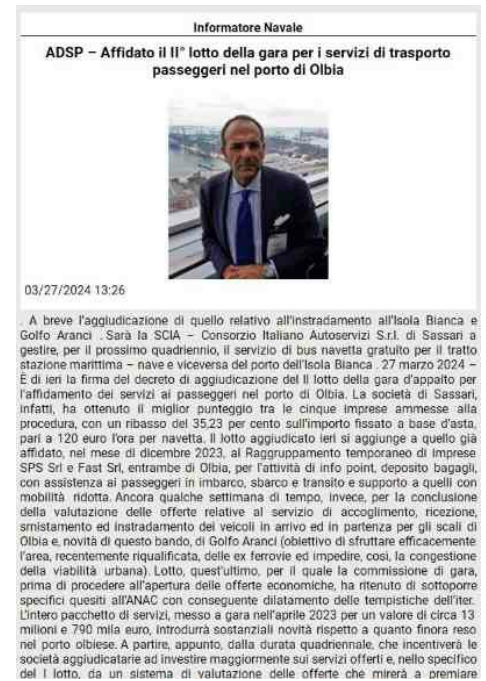 Informatore Navale
ADSP – Affidato il II° lotto della gara per i servizi di trasporto
passeggeri nel porto di Olbia
03/27/2024 13:26
. A breve l'aggiudicazione di quello relativo all'instradamento all'Isola Bianca e
Golfo Aranci . Sarà la SCIA – Consorzio Italiano Autoservizi S.r.l. di Sassari a
gestire, per il prossimo quadriennio, il servizio di bus navetta gratuito per il tratto
stazione marittima – nave e viceversa del porto dell'Isola Bianca . 27 marzo 2024 –
È di ieri la firma del decreto di aggiudicazione del II lotto della gara d'appalto per
l'affidamento dei servizi ai passeggeri nel porto di Olbia. La società di Sassari,
infatti, ha ottenuto il miglior punteggio tra le cinque imprese ammesse alla
procedura, con un ribasso del 35,23 per cento sull'importo fissato a base d'asta,
pari a 120 euro l'ora per navetta. Il lotto aggiudicato ieri si aggiunge a quello già
affidato, nel mese di dicembre 2023, al Raggruppamento temporaneo di imprese
SPS Srl e Fast Srl, entrambe di Olbia, per l'attività di info point, deposito bagagli,
con assistenza ai passeggeri in imbarco, sbarco e transito e supporto a quelli con
mobilità ridotta. Ancora qualche settimana di tempo, invece, per la conclusione
della valutazione delle offerte relative al servizio di accoglimento, ricezione,
smistamento ed instradamento dei veicoli in arrivo ed in partenza per gli scali di
Olbia e, novità di questo bando, di Golfo Aranci (obiettivo di sfruttare efficacemente
l'area, recentemente riqualificata, delle ex ferrovie ed impedire, così, la congestione
della viabilità urbana). Lotto, quest'ultimo, per il quale la commissione di gara,
prima di procedere all'apertura delle offerte economiche, ha ritenuto di sottoporre
specifici quesiti all'ANAC con conseguente dilatamento delle tempistiche dell'iter.
L'intero pacchetto di servizi, messo a gara nell'aprile 2023 per un valore di circa 13
milioni e 790 mila euro, introdurrà sostanziali novità rispetto a quanto finora reso
nel porto olbiese. A partire, appunto, dalla durata quadriennale, che incentiverà le
società aggiudicatarie ad investire maggiormente sui servizi offerti e, nello specifico
del I lotto, da un sistema di valutazione delle offerte che mirerà a premiare